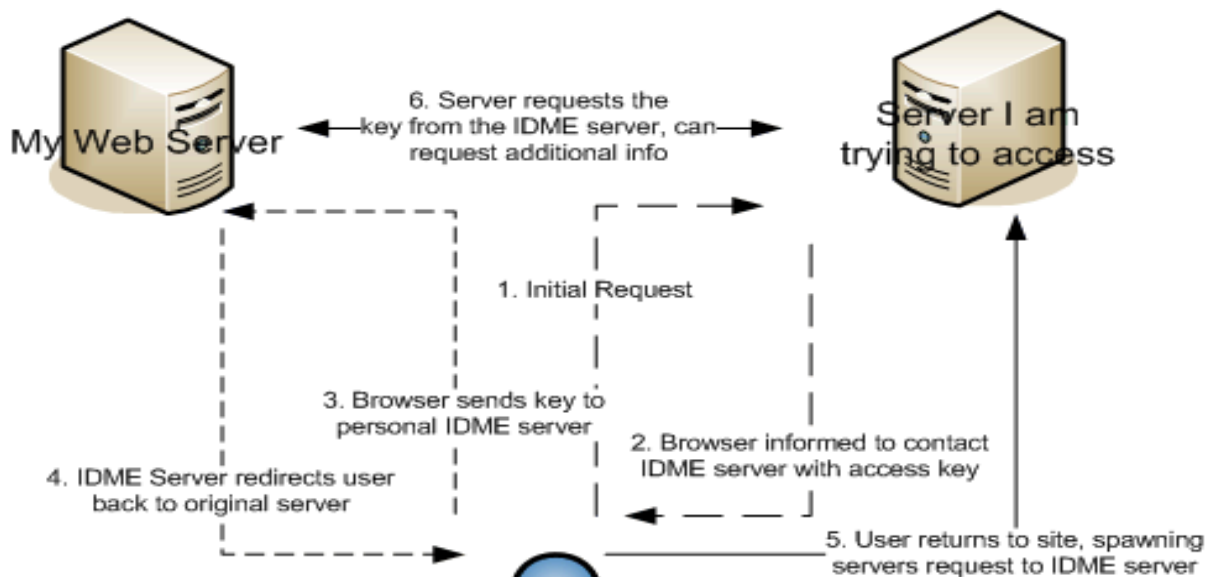 My Web Server
6. Server requests the
key from the IDME server, can
request additional info
Server I am
trying to access
1. Initial Request
3. Browser sends key to
personal IDME server
2. Browser informed to contact
IDME server with access key
4. IDME Server redirects user
back to original server
5. User returns to site, spawning
servers request to IDME server